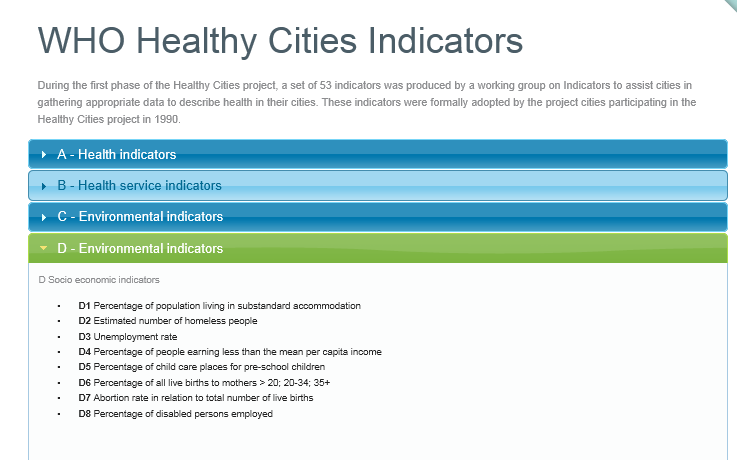 WHO Healthy Cities Indicators
During the first phase of the Healthy Cities project, a set of 53 indicators was produced by a working group on Indicators to assist cities in
gathering appropriate data to describe health in their cities. These indicators were formally adopted by the project cities participating in the
Healthy Cities project in 1990.
A - Health indicators
B - Health service indicators
C - Environmental indicators
D - Environmental indicators
D Socio economic indicators
• D1 Percentage of population living in substandard accommodation
• D2 Estimated number of homeless people
• D3 Unemployment rate
• D4 Percentage of people earning less than the mean per capita income
• D5 Percentage of child care places for pre-school children
• D6 Percentage of all live births to mothers > 20; 20-34; 35+
• D7 Abortion rate in relation to total number of live births
• D8 Percentage of disabled persons employed